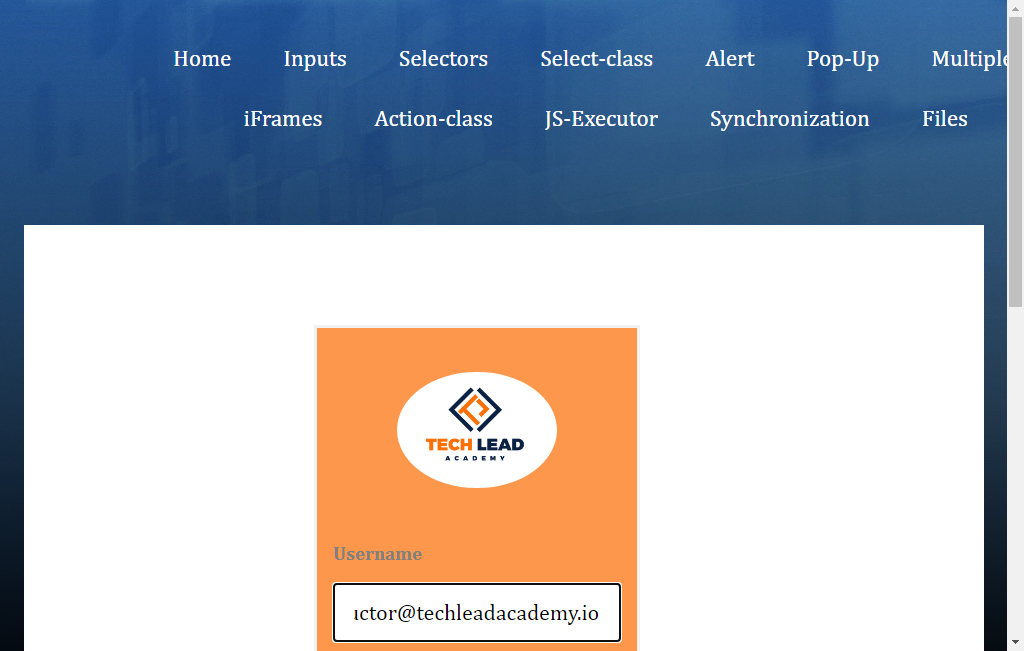 Home Inputs Selectors Select-class Alert Pop-Up Multiple
iFrames Action-class JS-Executor Synchronization Files
TECH LEAD
ACADEMY
Username
ctor@techleadacademy.io